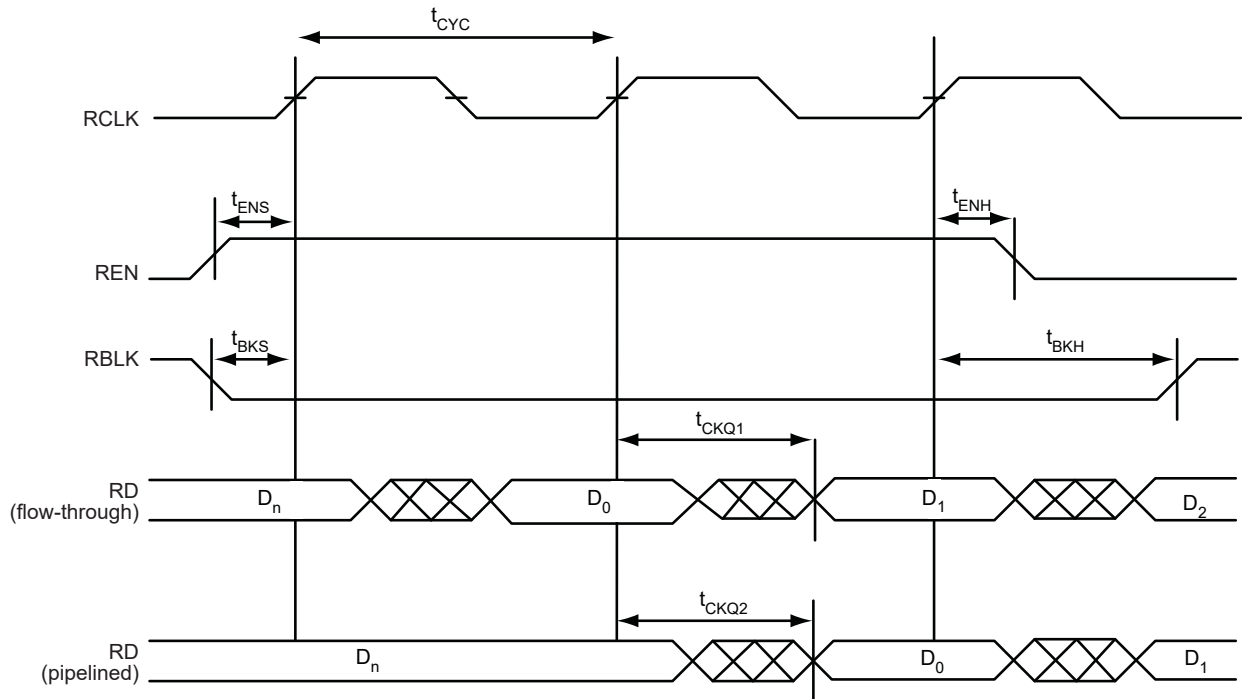 tCYC
RCLK
tENS
tENH
REN
tBKS
tBKH
RBLK
tCKQ1
RD
(flow-through)
Dn
D0
D1
D2
tCKQ2
RD
(pipelined)
Dn
D0
D1